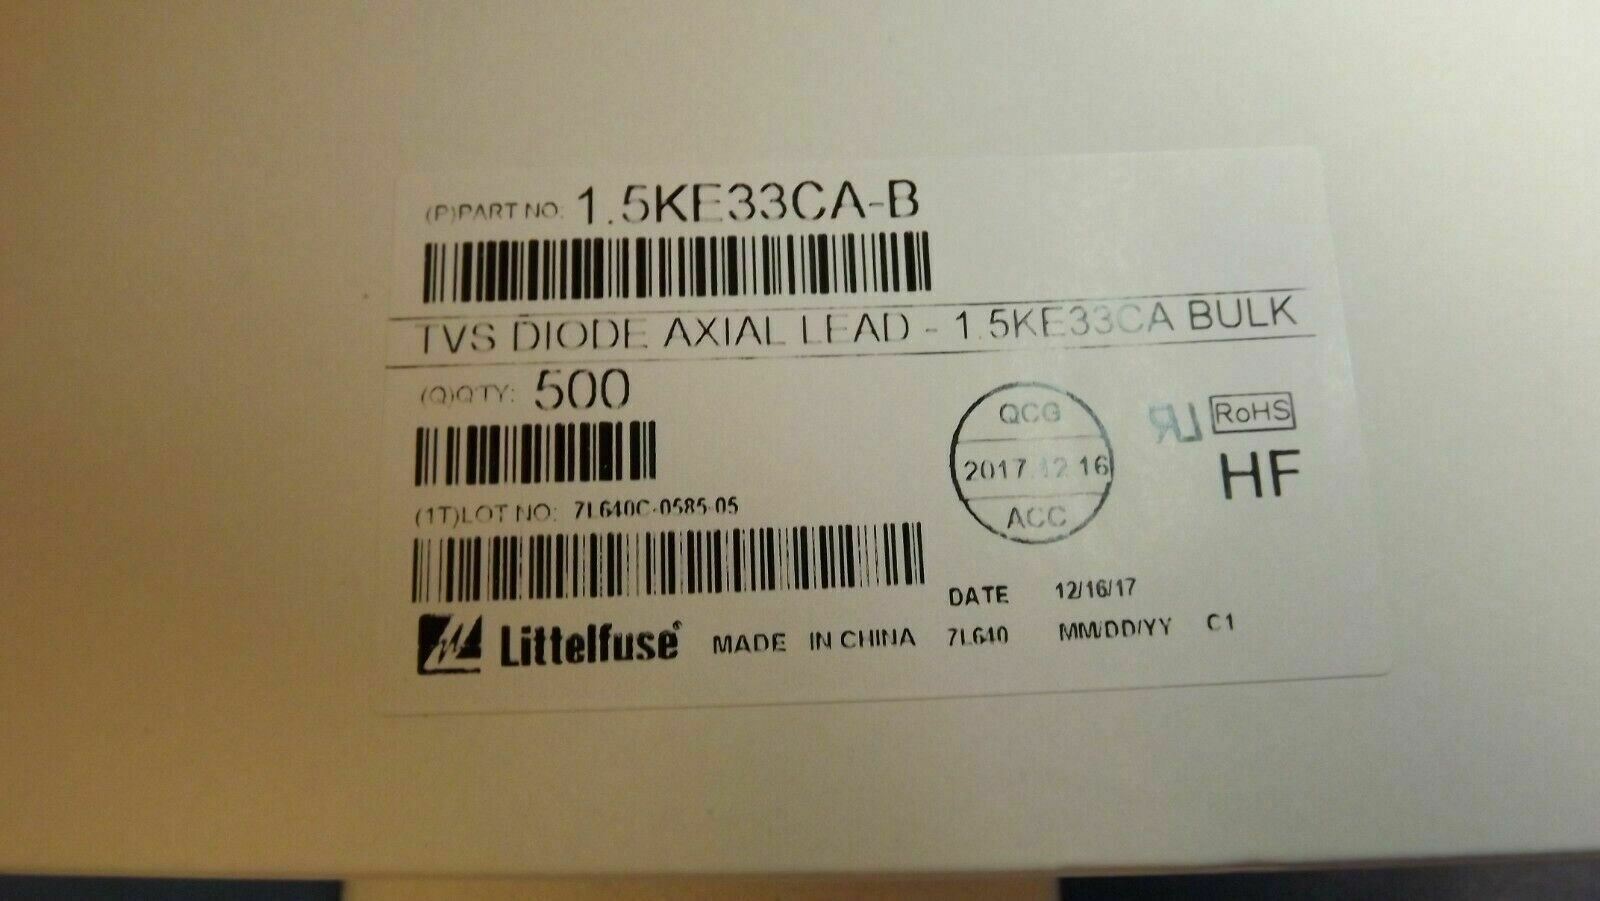 (P)PART NO: 1.5KE33CA-B
TVS DIODE AXIAL LEAD - 1.5KE33CA BULK
(Q)Q'TY: 500
QCG
2017.12.16
ACC
RoHS
HF
(1T)LOT NO: 7L640C-0585-05
DATE 12/16/17
Littelfuse® MADE IN CHINA 7L640 MM/DD/YY C1